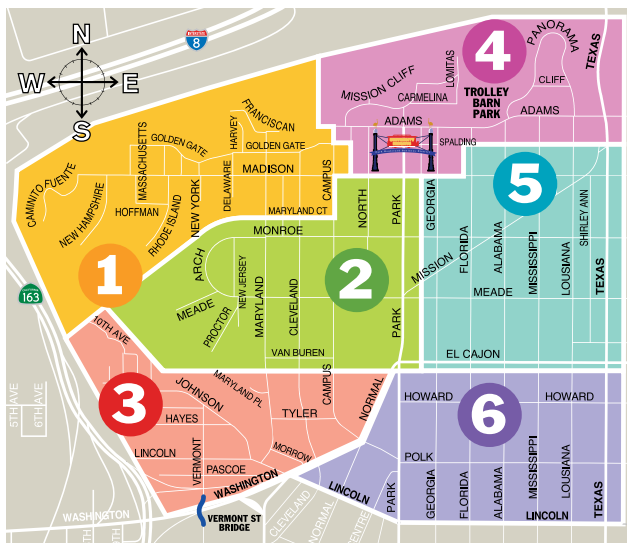 N
W
E
S
INTERSTATE
8
4
PANORAMA
TEXAS
MISSION CLIFF
LOMITAS
CLIFF
CARMELINA
TROLLEY
BARN
PARK
ADAMS
ADAMS
SPALDING
FRANCISCAN
HARVEY
GOLDEN GATE
GOLDEN GATE
MASSACHUSETTS
MADISON
CAMPUS
DELAWARE
CAMINITO FUENTE
NEW HAMPSHIRE
HOFFMAN
RHODE ISLAND
NEW YORK
MARYLAND CT
1
CALIFORNIA
163
5
NORTH
PARK
GEORGIA
MONROE
ARCH
MEADE
PROCTOR
NEW JERSEY
MARYLAND
CLEVELAND
2
MISSION
PARK
VAN BUREN
FLORIDA
ALABAMA
MISSISSIPPI
LOUISIANA
SHIRLEY ANN
TEXAS
MEADE
EL CAJON
10TH AVE
5TH AVE
6TH AVE
3
JOHNSON
MARYLAND PL
HAYES
TYLER
CAMPUS
NORMAL
LINCOLN
VERMONT
PASCOE
MORROW
WASHINGTON
WASHINGTON
VERMONT ST
BRIDGE
CLEVELAND
NORMAL
CENTRE
HOWARD
6
HOWARD
POLK
LINCOLN
PARK
GEORGIA
FLORIDA
ALABAMA
MISSISSIPPI
LOUISIANA
TEXAS
LINCOLN